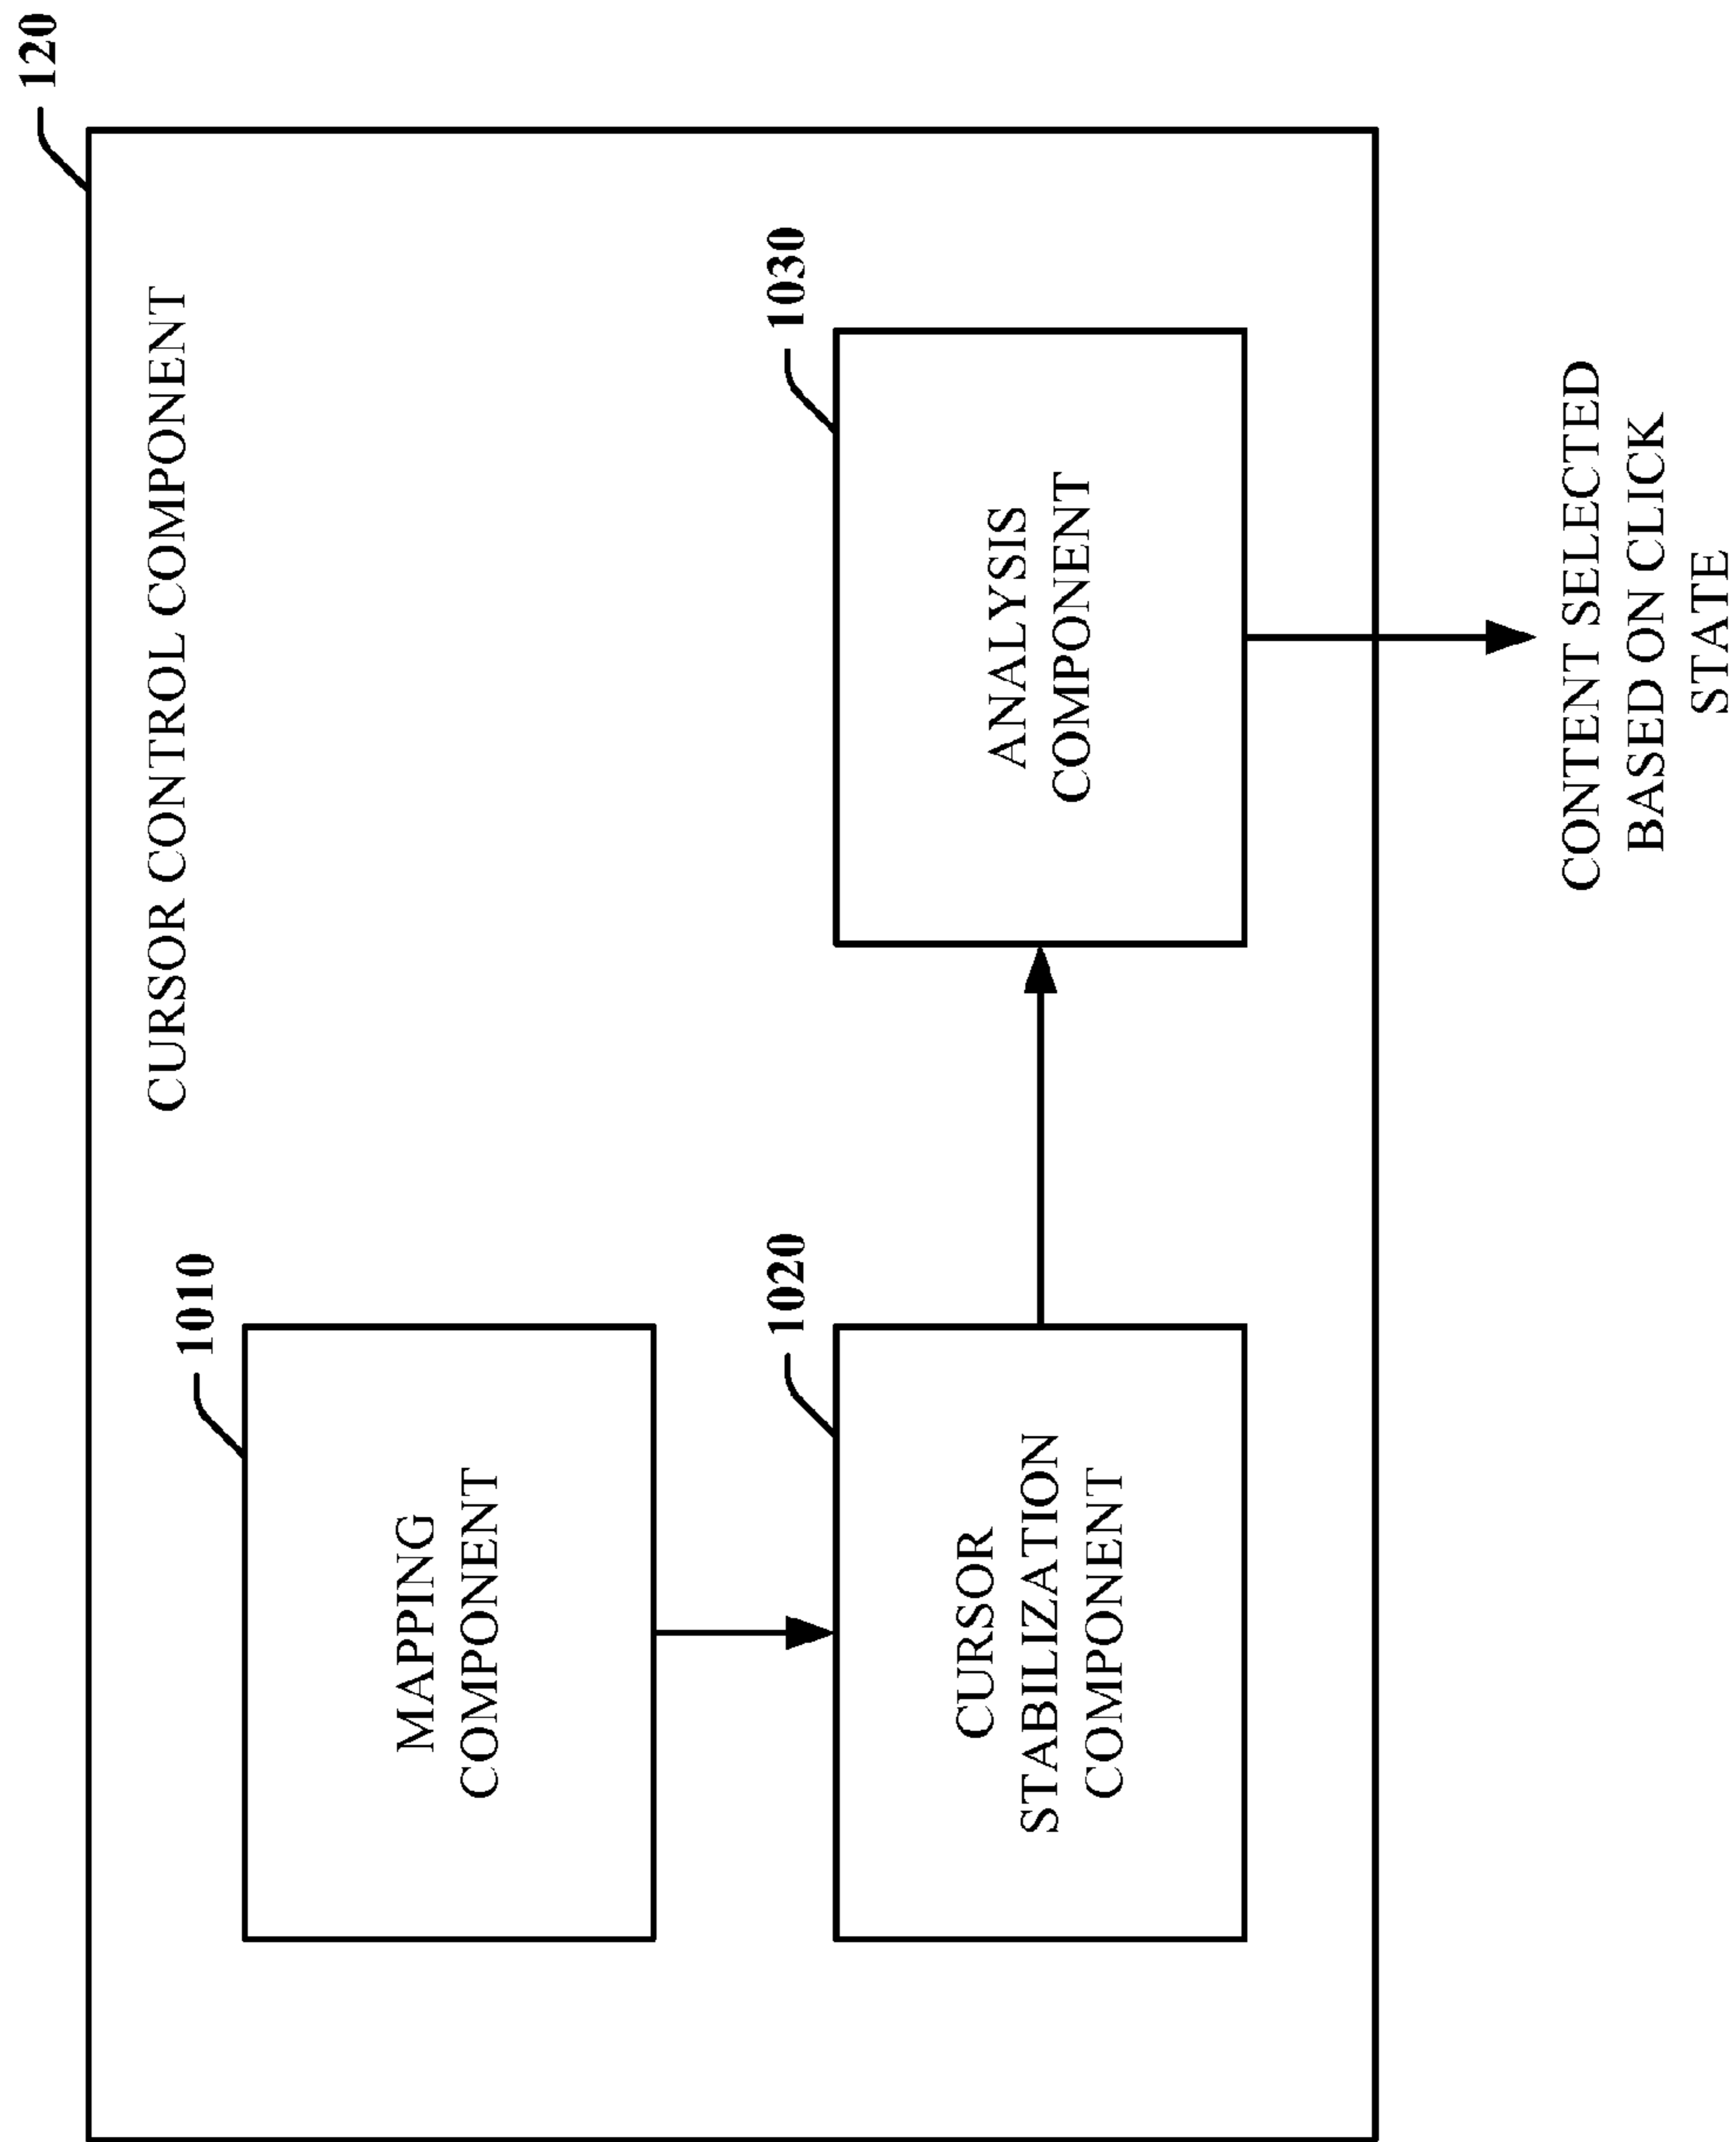 120
CURSOR CONTROL COMPONENT
1010
MAPPING
COMPONENT
1020
CURSOR
STABILIZATION
COMPONENT
1030
ANALYSIS
COMPONENT
CONTENT SELECTED
BASED ON CLICK
STATE